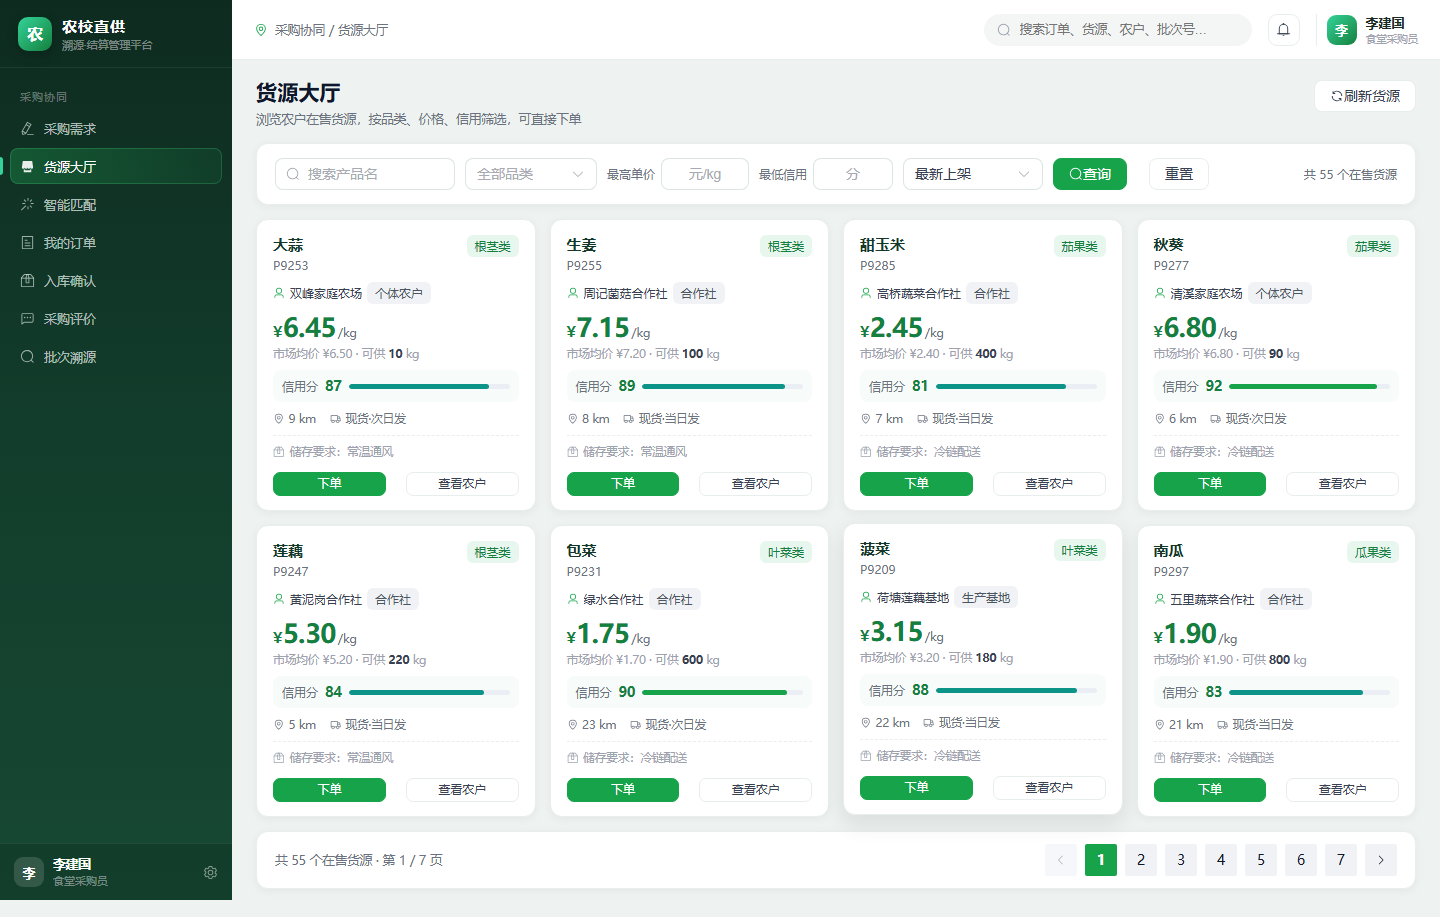 农
农校直供
溯源·结算管理平台
采购协同
采购需求
货源大厅
智能匹配
我的订单
入库确认
采购评价
批次溯源
李
李建国
食堂采购员
采购协同 / 货源大厅
搜索订单、货源、农户、批次号...
李
李建国
食堂采购员
货源大厅
浏览农户在售货源，按品类、价格、信用筛选，可直接下单
刷新货源
搜索产品名
全部品类
最高单价
元/kg
最低信用
分
最新上架
查询
重置
共 55 个在售货源
大蒜
根茎类
P9253
双峰家庭农场 个体农户
¥6.45/kg
市场均价 ¥6.50 · 可供 10 kg
信用分 87
9 km 现货·次日发
储存要求：常温通风
下单 查看农户
生姜
根茎类
P9255
周记菌菇合作社 合作社
¥7.15/kg
市场均价 ¥7.20 · 可供 100 kg
信用分 89
8 km 现货·当日发
储存要求：常温通风
下单 查看农户
甜玉米
茄果类
P9285
高桥蔬菜合作社 合作社
¥2.45/kg
市场均价 ¥2.40 · 可供 400 kg
信用分 81
7 km 现货·当日发
储存要求：冷链配送
下单 查看农户
秋葵
茄果类
P9277
清溪家庭农场 个体农户
¥6.80/kg
市场均价 ¥6.80 · 可供 90 kg
信用分 92
6 km 现货·次日发
储存要求：冷链配送
下单 查看农户
莲藕
根茎类
P9247
黄泥岗合作社 合作社
¥5.30/kg
市场均价 ¥5.20 · 可供 220 kg
信用分 84
5 km 现货·当日发
储存要求：常温通风
下单 查看农户
包菜
叶菜类
P9231
绿水合作社 合作社
¥1.75/kg
市场均价 ¥1.70 · 可供 600 kg
信用分 90
23 km 现货·次日发
储存要求：冷链配送
下单 查看农户
菠菜
叶菜类
P9209
荷塘莲藕基地 生产基地
¥3.15/kg
市场均价 ¥3.20 · 可供 180 kg
信用分 88
22 km 现货·当日发
储存要求：冷链配送
下单 查看农户
南瓜
瓜果类
P9297
五里蔬菜合作社 合作社
¥1.90/kg
市场均价 ¥1.90 · 可供 800 kg
信用分 83
21 km 现货·当日发
储存要求：冷链配送
下单 查看农户
共 55 个在售货源 · 第 1 / 7 页
1 2 3 4 5 6 7